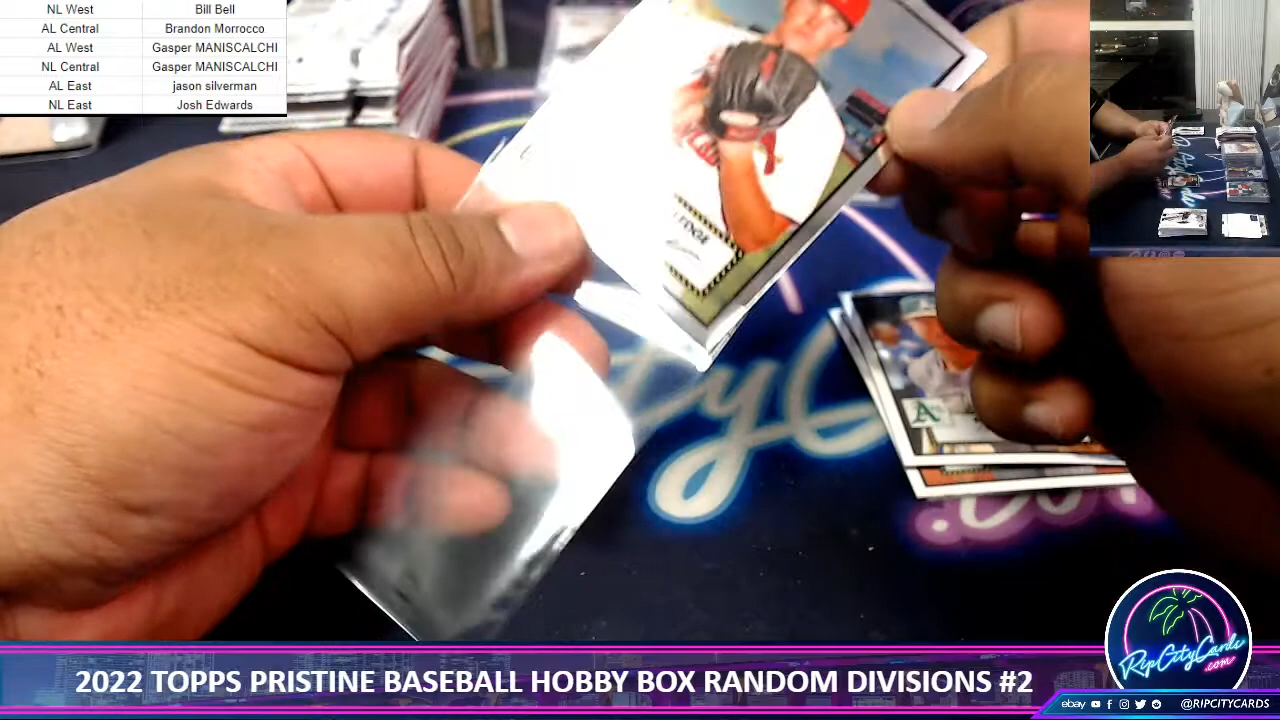 NL West Bill Bell
AL Central Brandon Morrocco
AL West Gasper MANISCALCHI
NL Central Gasper MANISCALCHI
AL East jason silverman
NL East Josh Edwards
A's
RipCityCards
.com
2022 TOPPS PRISTINE BASEBALL HOBBY BOX RANDOM DIVISIONS #2
ebay @RIPCITYCARDS